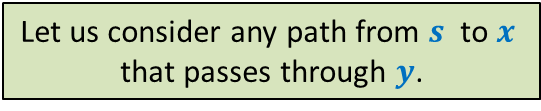 Let us consider any path from s to x
that passes through y.